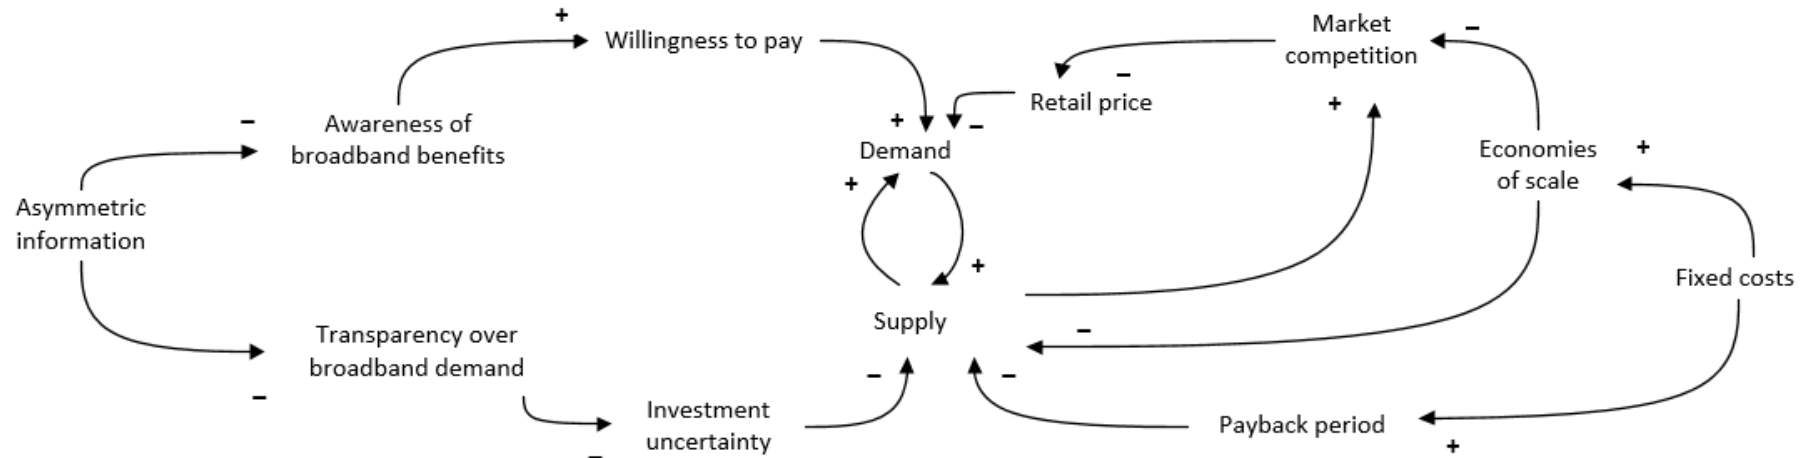 +
Willingness to pay
Market
competition
–
–
Retail price
+
–
Awareness of
broadband benefits
+
–
Demand
+
Economies
of scale
+
+
Asymmetric
information
+
Fixed costs
Supply
–
Transparency over
broadband demand
–
–
–
Investment
uncertainty
–
Payback period
+